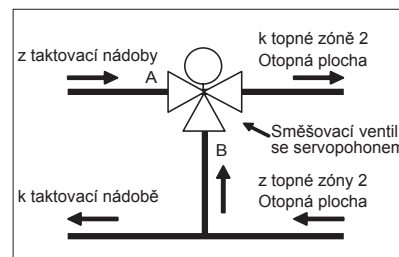 z taktovací nádoby
A
k topné zóně 2
Otopná plocha
Směšovací ventil
se servopohonem
B
k taktovací nádobě
z topné zóny 2
Otopná plocha